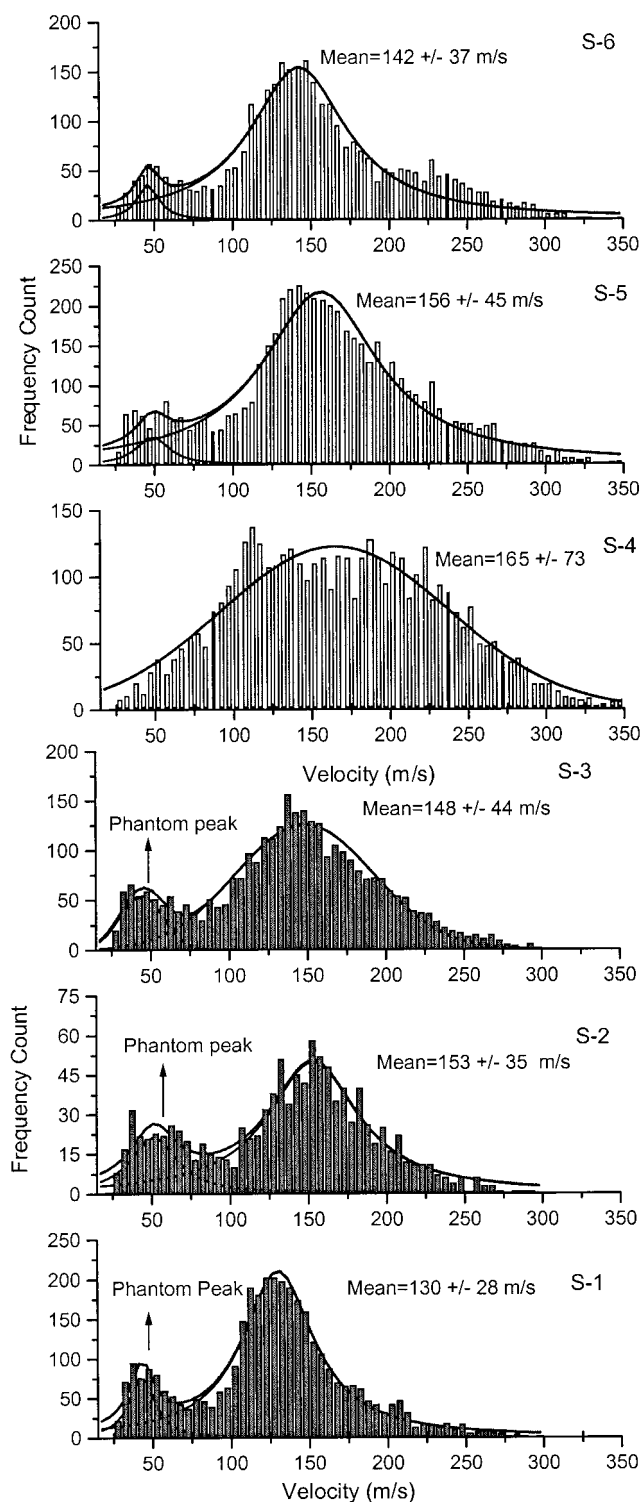 S-6
Mean=142 +/- 37 m/s
200
150
100
50
0
50 100 150 200 250 300 350
S-5
Mean=156 +/- 45 m/s
250
200
150
100
50
0
Frequency Count
50 100 150 200 250 300 350
S-4
Mean=165 +/- 73
150
100
50
0
50 100 150 200 250 300 350
Velocity (m/s)
S-3
Mean=148 +/- 44 m/s
Phantom peak
200
150
100
50
0
50 100 150 200 250 300 350
S-2
Phantom peak
Mean=153 +/- 35 m/s
75
60
45
30
15
0
Frequency Count
50 100 150 200 250 300 350
S-1
Phantom Peak
Mean=130 +/- 28 m/s
250
200
150
100
50
0
50 100 150 200 250 300 350
Velocity (m/s)